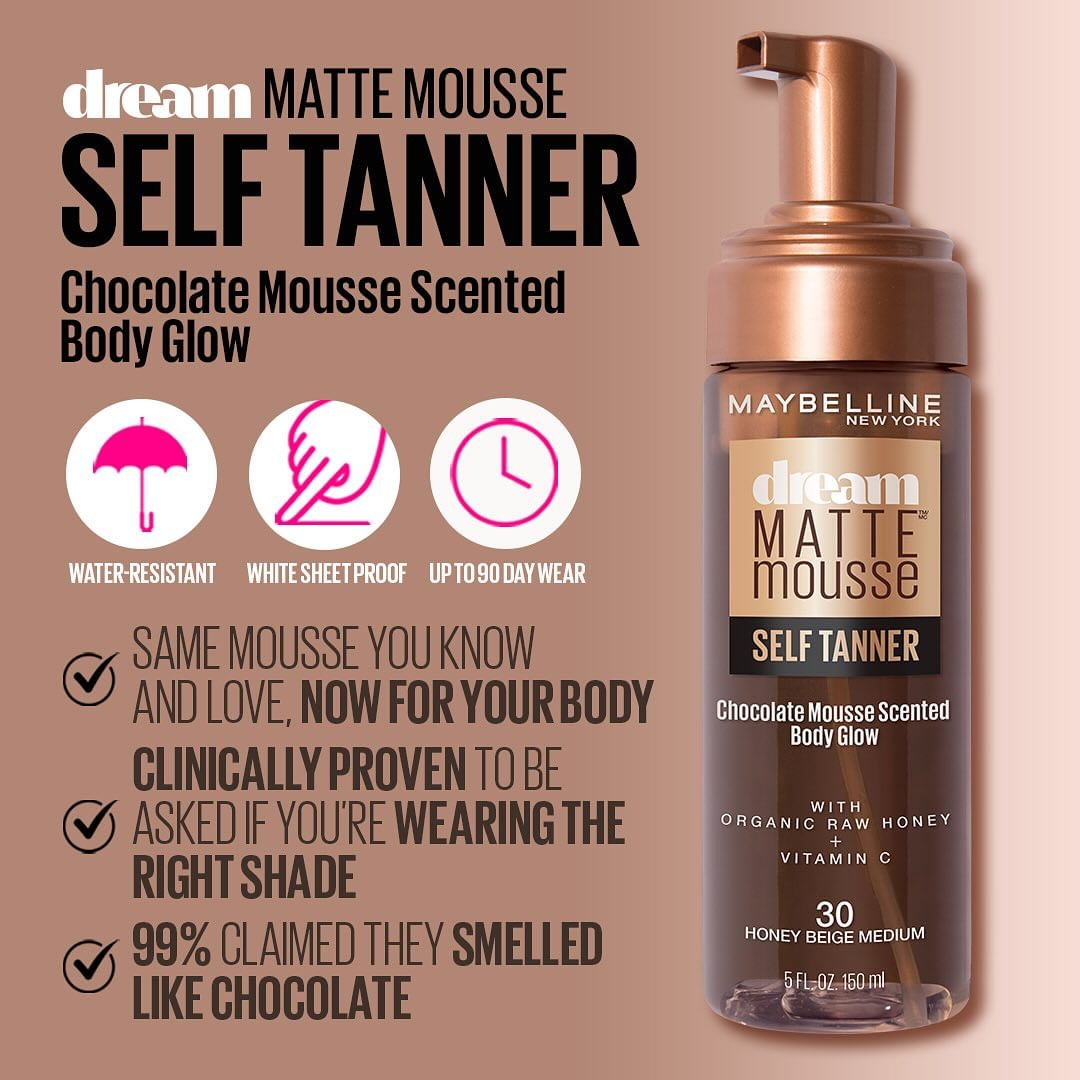 dream MATTE MOUSSE
SELF TANNER
Chocolate Mousse Scented
Body Glow
WATER-RESISTANT
WHITE SHEET PROOF
UP TO 90 DAY WEAR
SAME MOUSSE YOU KNOW
AND LOVE, NOW FOR YOUR BODY
CLINICALLY PROVEN TO BE
ASKED IF YOU'RE WEARING THE
RIGHT SHADE
99% CLAIMED THEY SMELLED
LIKE CHOCOLATE
MAYBELLINE
NEW YORK
dream
MATTE TM/MC
mousse
SELF TANNER
Chocolate Mousse Scented
Body Glow
WITH
ORGANIC RAW HONEY
+
VITAMIN C
30
HONEY BEIGE MEDIUM
5 FL. OZ. 150 ml